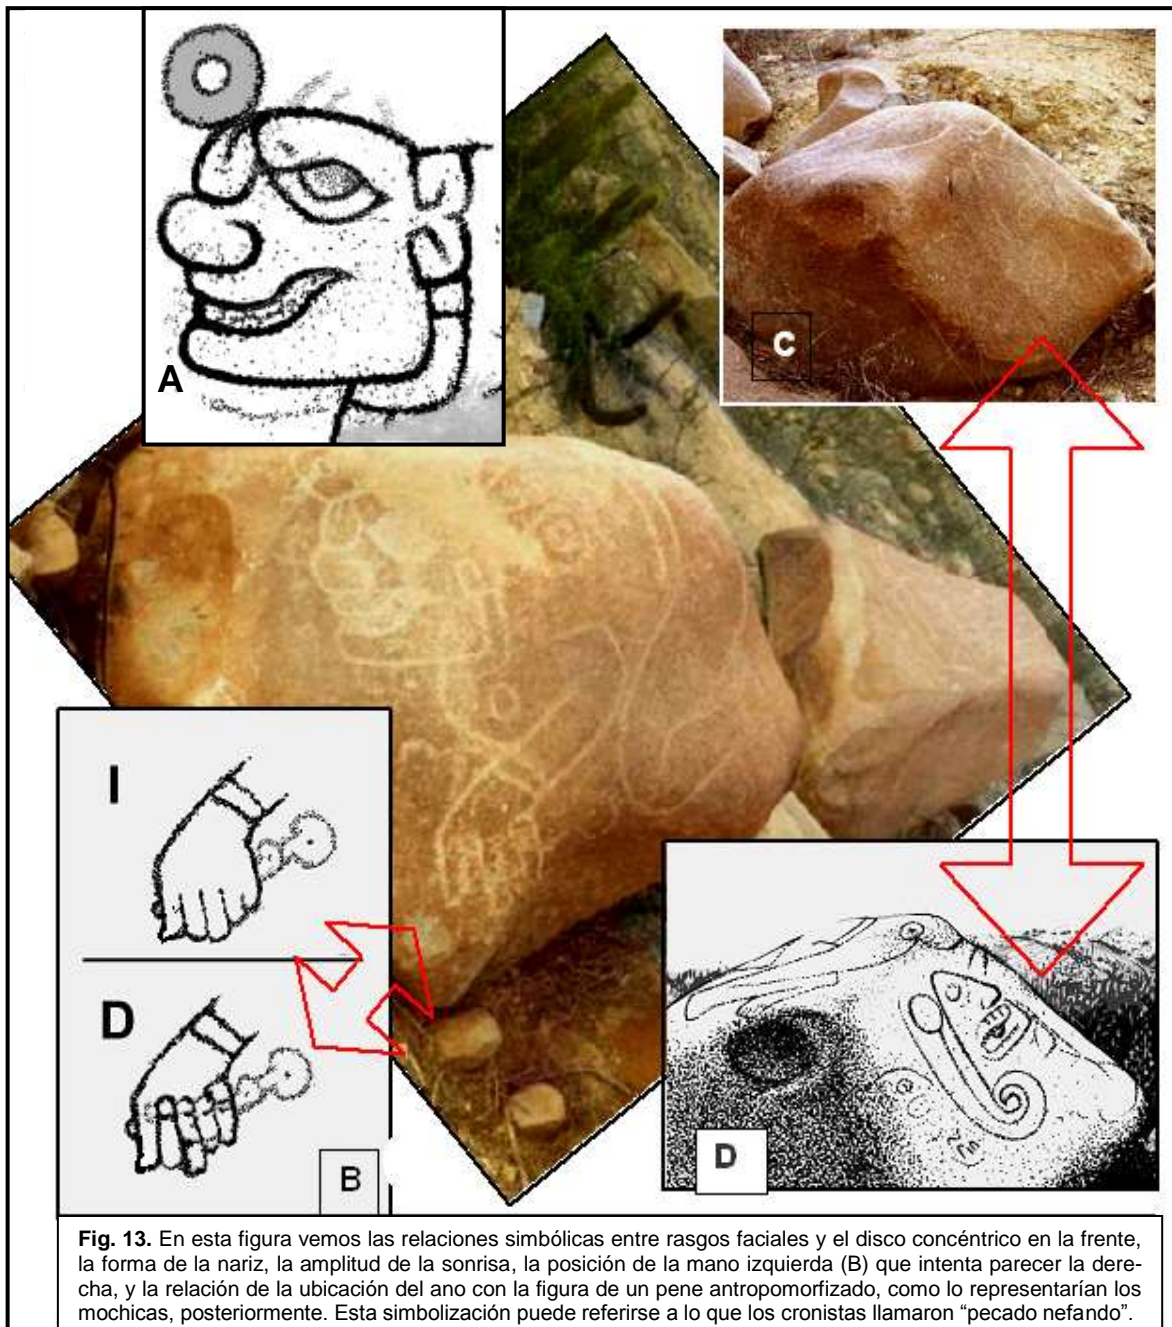 A
C
I
D
B
D
Fig. 13. En esta figura vemos las relaciones simbólicas entre rasgos faciales y el disco concéntrico en la frente,
la forma de la nariz, la amplitud de la sonrisa, la posición de la mano izquierda (B) que intenta parecer la dere-
cha, y la relación de la ubicación del ano con la figura de un pene antropomorfizado, como lo representarían los
mochicas, posteriormente. Esta simbolización puede referirse a lo que los cronistas llamaron “pecado nefando”.